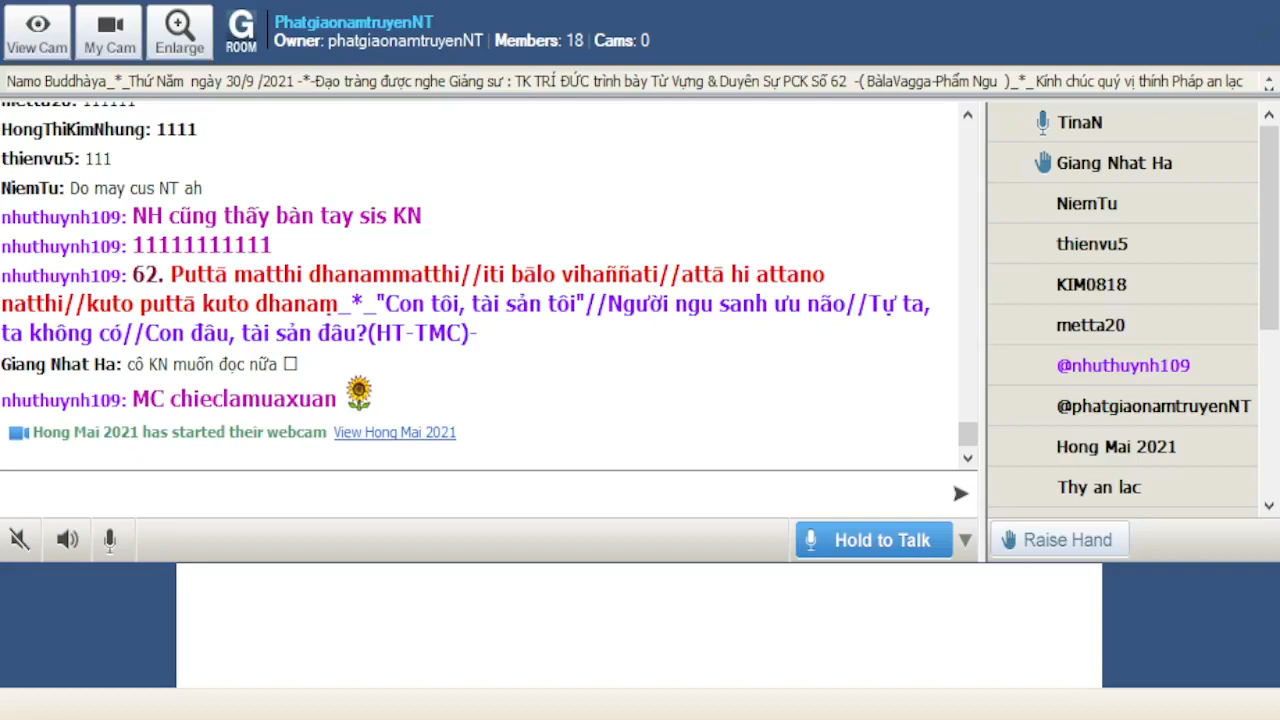 View Cam
My Cam
Enlarge
G
ROOM
PhatgiaonamtruyenNT
Owner: phatgiaonamtruyenNT | Members: 18 | Cams: 0
Namo Buddhàya_*_Thứ Năm ngày 30/9 /2021 -*-Đạo tràng được nghe Giảng sư : TK TRÍ ĐỨC trình bày Từ Vựng & Duyên Sự PCK Số 62 -( BàlaVagga-Phẩm Ngu )_*_Kính chúc quý vị thính Pháp an lạc
metta20: 111111
HongThiKimNhung: 1111
thienvu5: 111
NiemTu: Do may cus NT ah
nhuthuynh109: NH cũng thấy bàn tay sis KN
nhuthuynh109: 11111111111
nhuthuynh109: 62. Puttā matthi dhanammatthi//iti bālo vihaññati//attā hi attano
natthi//kuto puttā kuto dhanaṃ_*_"Con tôi, tài sản tôi"//Người ngu sanh ưu não//Tự ta,
ta không có//Con đâu, tài sản đâu?(HT-TMC)-
Giang Nhat Ha: cô KN muốn đọc nữa □
nhuthuynh109: MC chieclamuaxuan
Hong Mai 2021 has started their webcam View Hong Mai 2021
Hold to Talk
TinaN
Giang Nhat Ha
NiemTu
thienvu5
KIM0818
metta20
@nhuthuynh109
@phatgiaonamtruyenNT
Hong Mai 2021
Thy an lac
Raise Hand